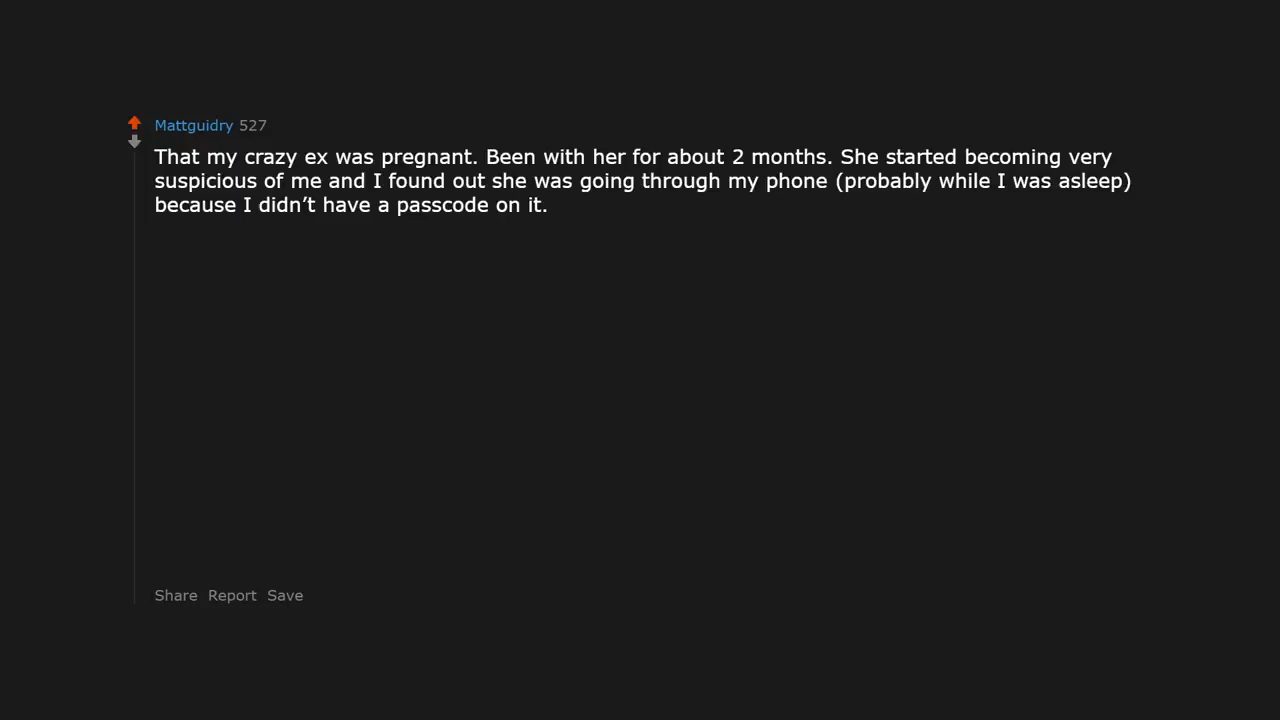 Mattguidry 527
That my crazy ex was pregnant. Been with her for about 2 months. She started becoming very
suspicious of me and I found out she was going through my phone (probably while I was asleep)
because I didn’t have a passcode on it.
Share Report Save